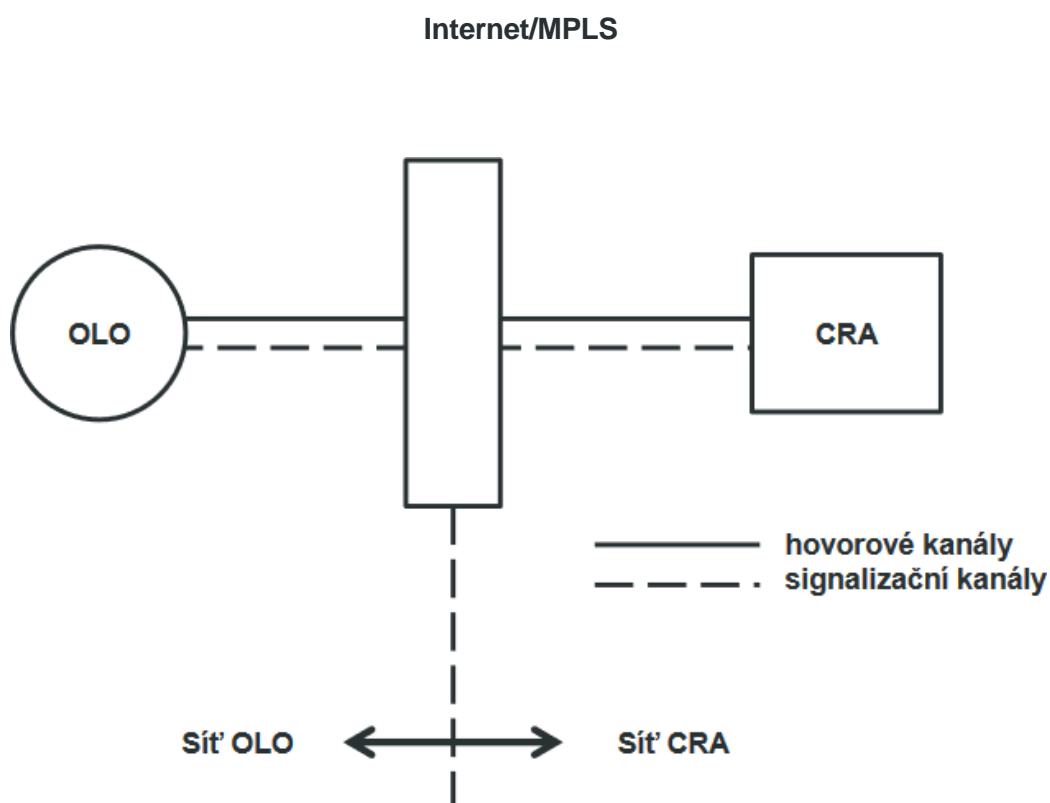 Internet/MPLS
OLO
CRA
hovorové kanály
signalizační kanály
Síť OLO
Síť CRA